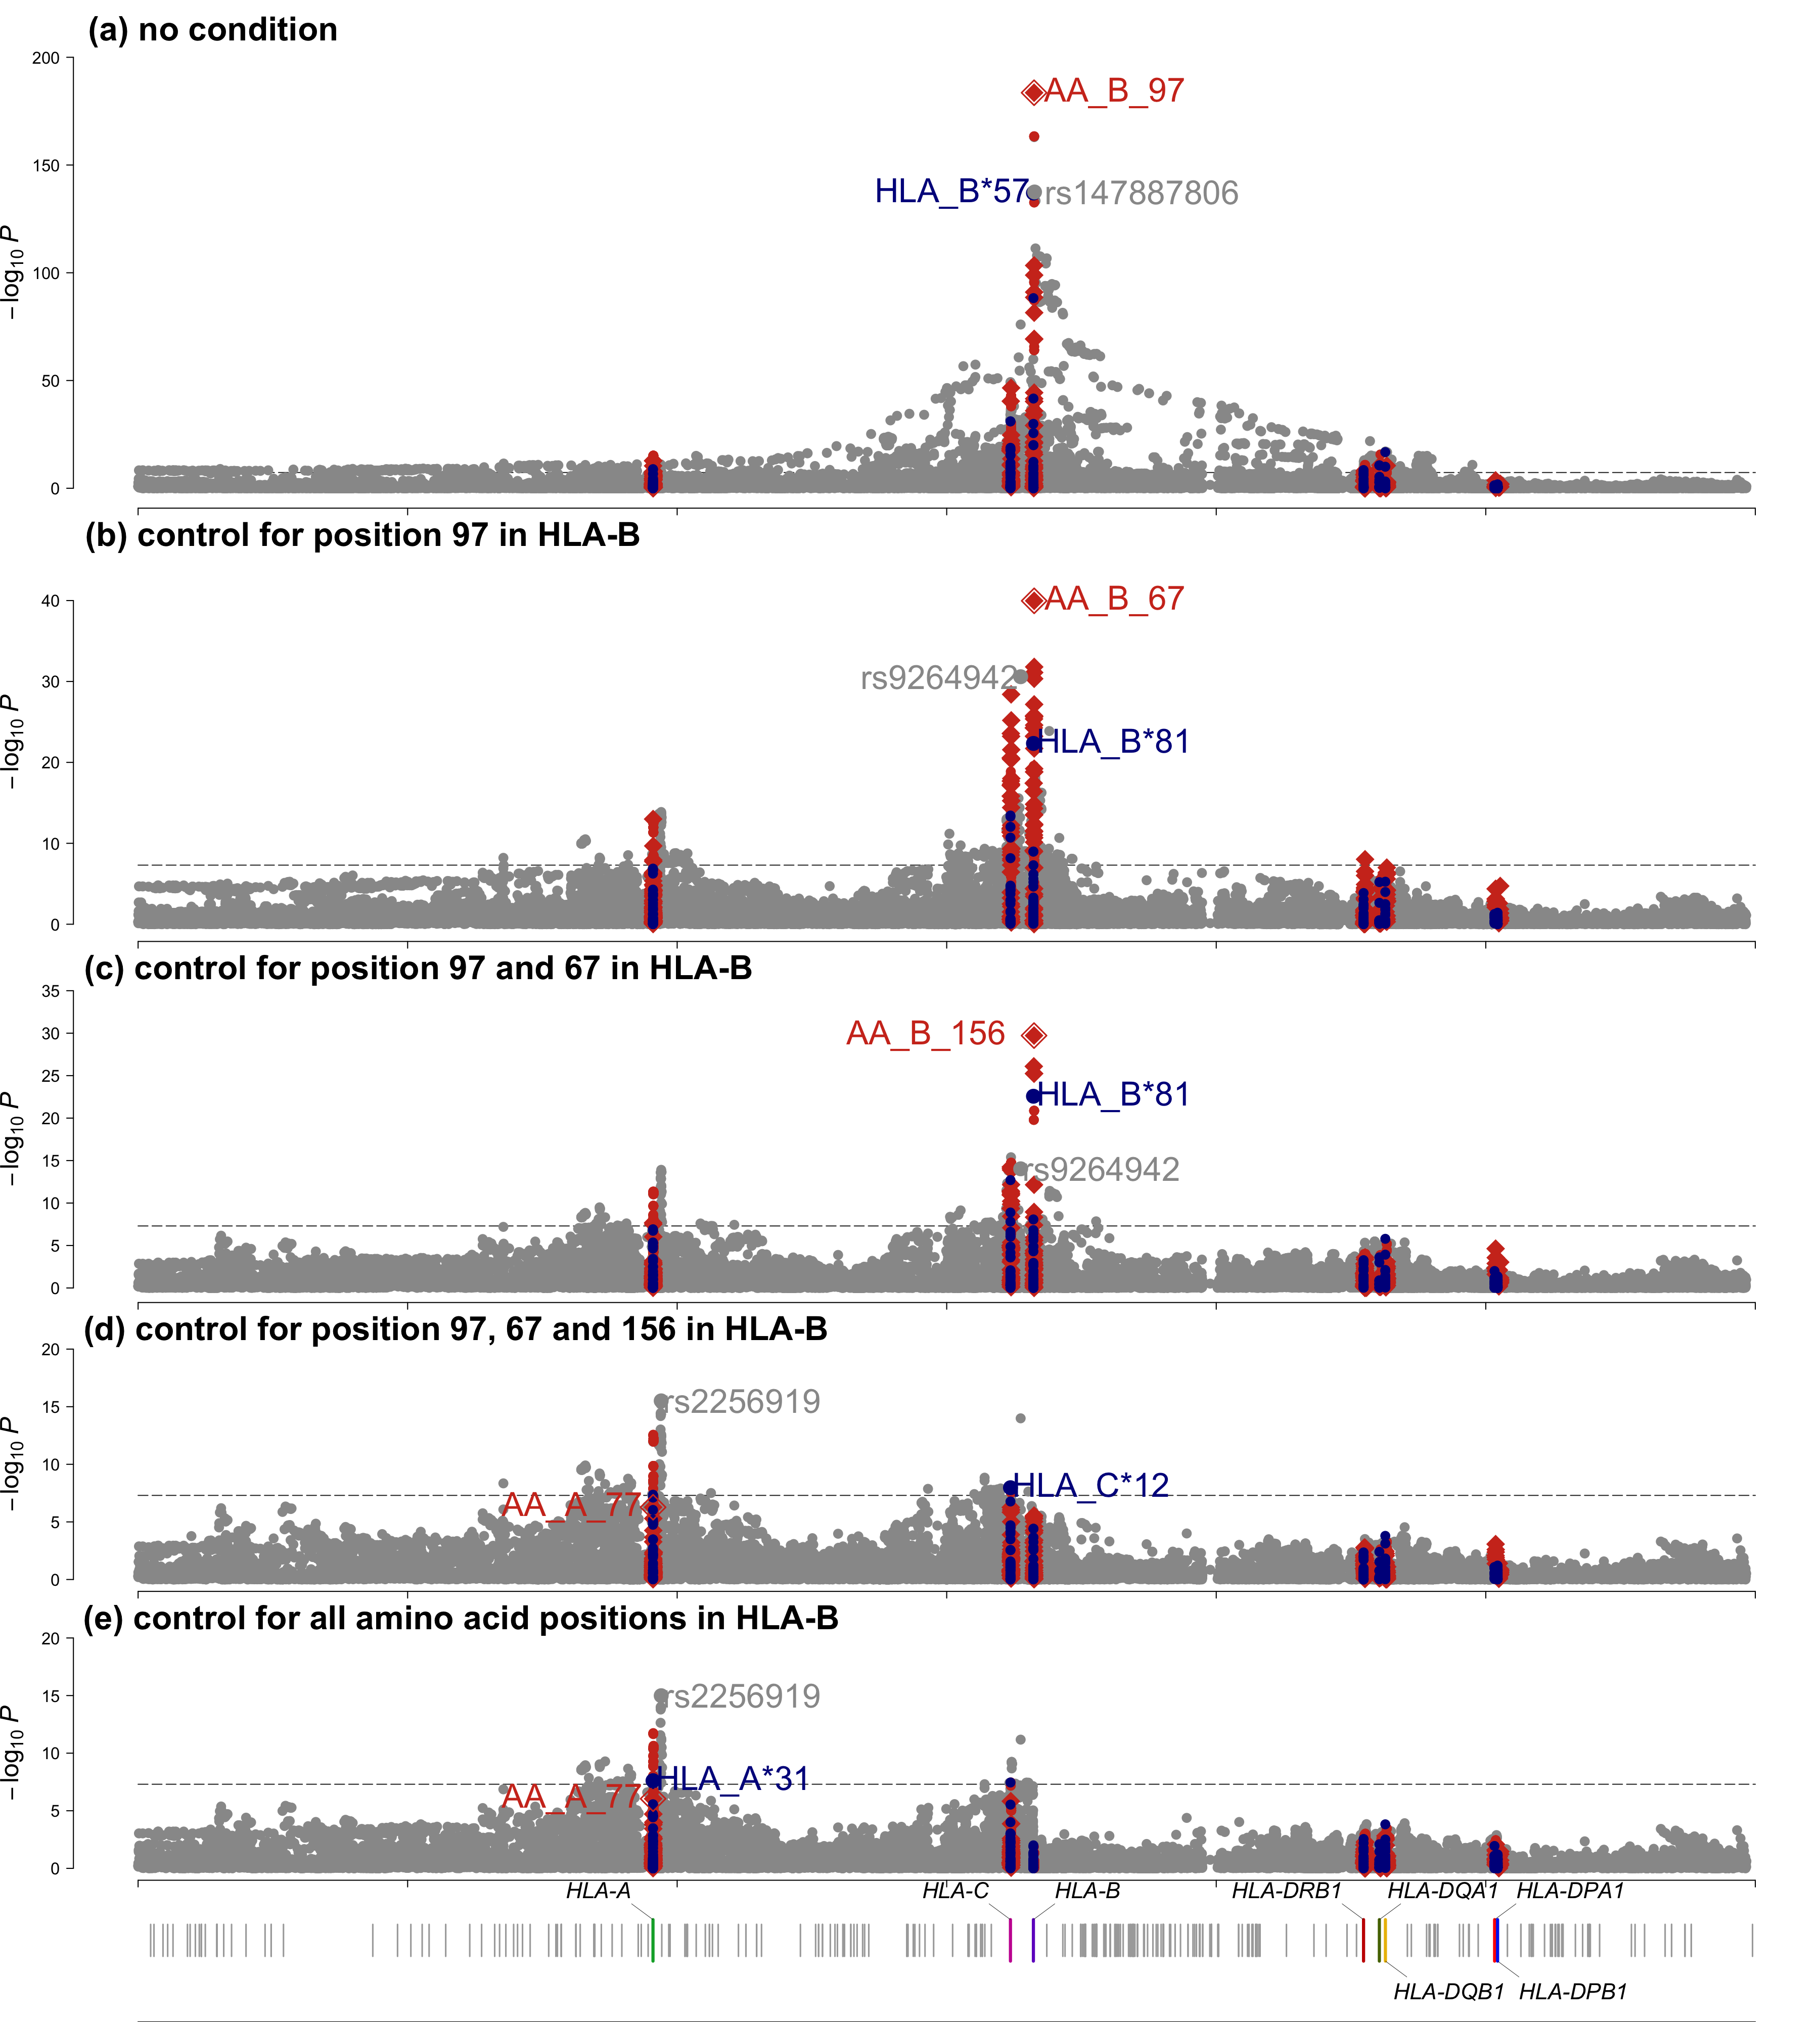 (a) no condition
200
AA_B_97
150
HLA_B*57 rs147887806
−log10 P
100
50
0
(b) control for position 97 in HLA-B
40
AA_B_67
30
rs9264942
HLA_B*81
−log10 P
20
10
0
(c) control for position 97 and 67 in HLA-B
35
30
AA_B_156
25
HLA_B*81
20
−log10 P
15
rs9264942
10
5
0
(d) control for position 97, 67 and 156 in HLA-B
20
rs2256919
15
−log10 P
10
HLA_C*12
AA_A_77
5
0
(e) control for all amino acid positions in HLA-B
20
15
rs2256919
−log10 P
10
HLA_A*31
AA_A_77
5
0
HLA-A HLA-C HLA-B HLA-DRB1 HLA-DQA1 HLA-DPA1
HLA-DQB1 HLA-DPB1